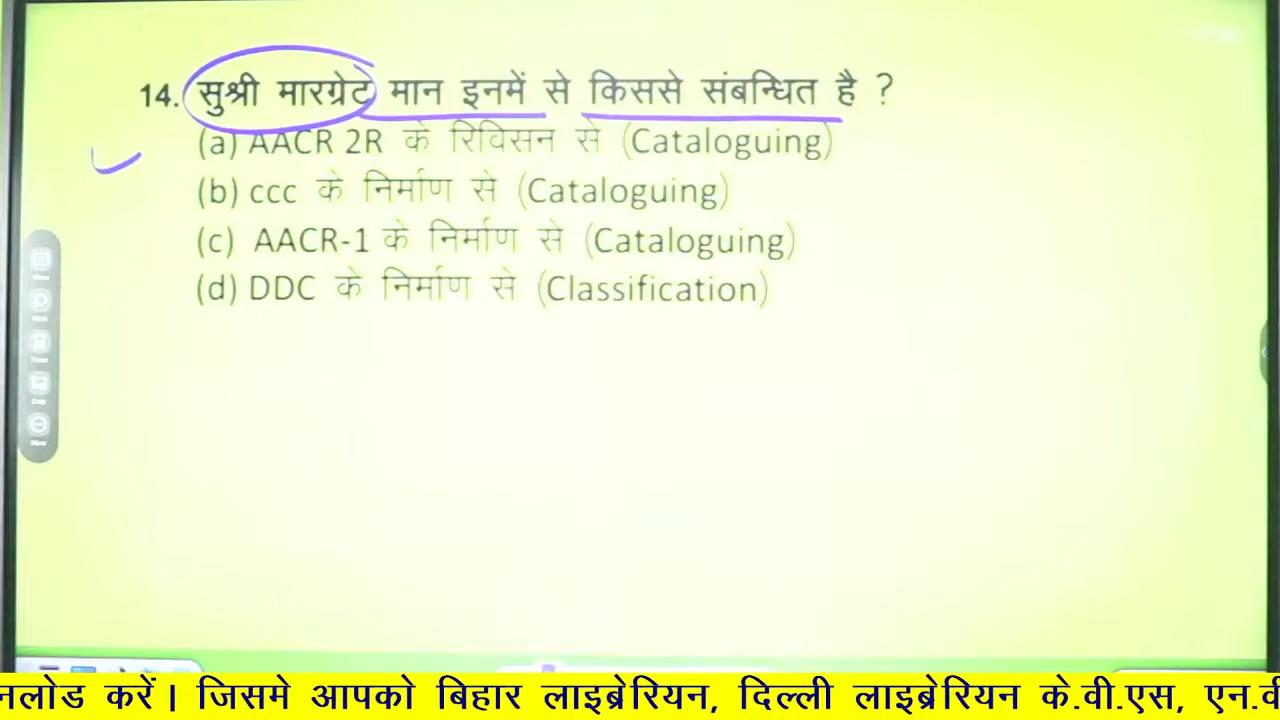 14. सुश्री मारग्रेट मान इनमें से किससे संबन्धित है ?
(a) AACR 2R के रिविसन से (Cataloguing)
(b) ccc के निर्माण से (Cataloguing)
(c) AACR-1 के निर्माण से (Cataloguing)
(d) DDC के निर्माण से (Classification)
नलोड करें। जिसमे आपको बिहार लाइब्रेरियन, दिल्ली लाइब्रेरियन के.वी.एस, एन.वी